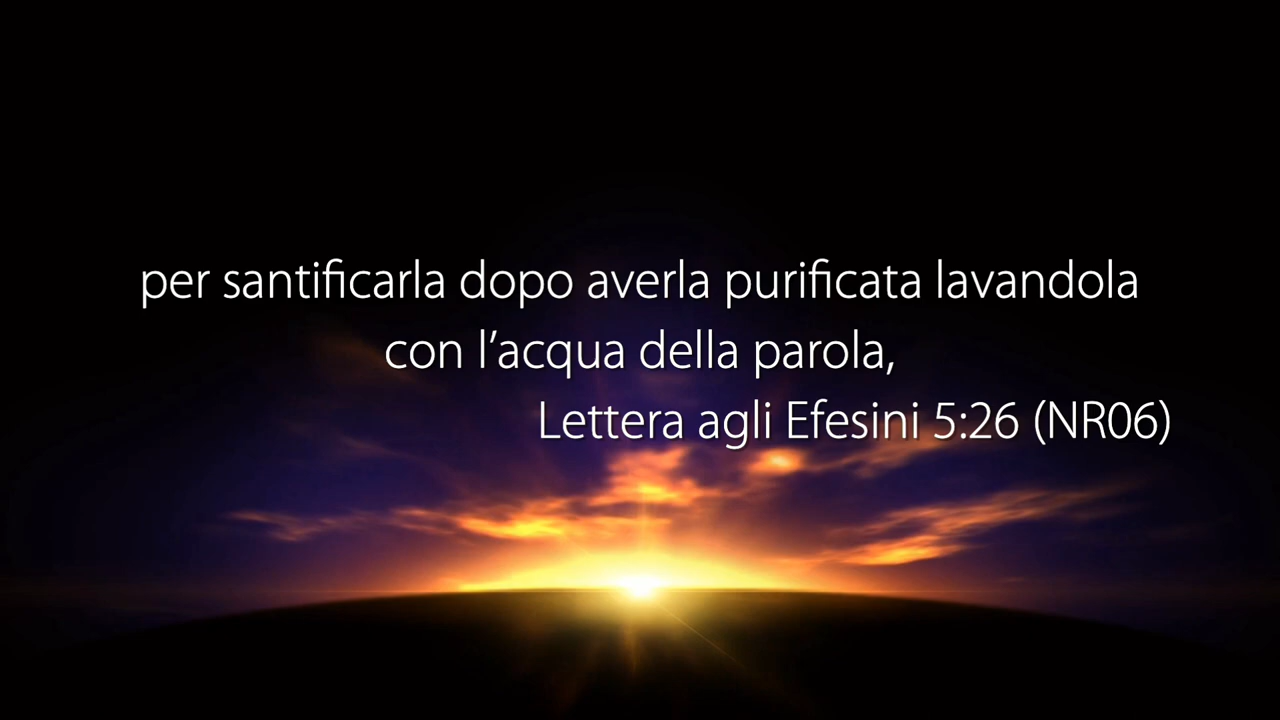 per santificarla dopo averla purificata lavandola
con l’acqua della parola,
Lettera agli Efesini 5:26 (NR06)